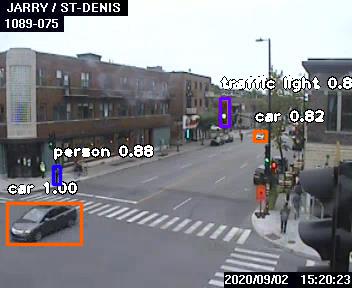 JARRY / ST-DENIS
1089-075
traffic light 0.8
car 0.82
person 0.88
car 1.00
2020/09/02 15:20:23